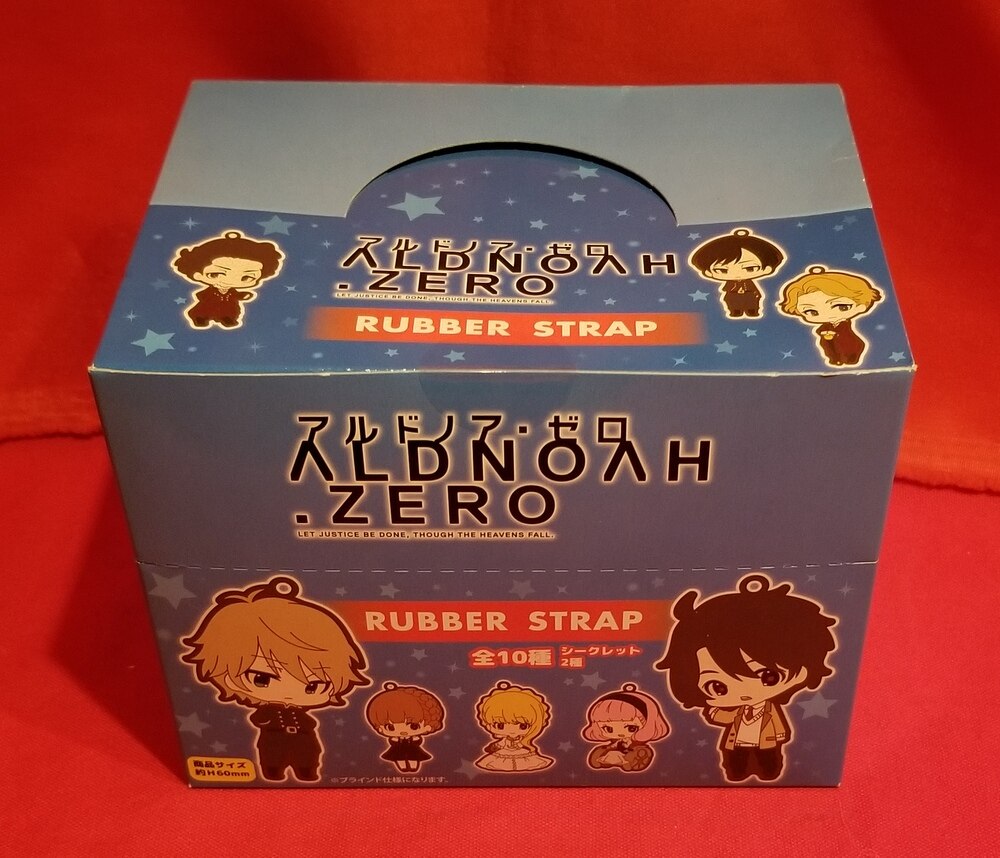 アルドノア・ゼロ
ALDNOAH
.ZERO
LET JUSTICE BE DONE, THOUGH THE HEAVENS FALL.
RUBBER STRAP
アルドノア・ゼロ
ALDNOAH
.ZERO
LET JUSTICE BE DONE, THOUGH THE HEAVENS FALL.
RUBBER STRAP
全10種 シークレット
2種
商品サイズ
約H60mm
※ブラインド仕様になります。